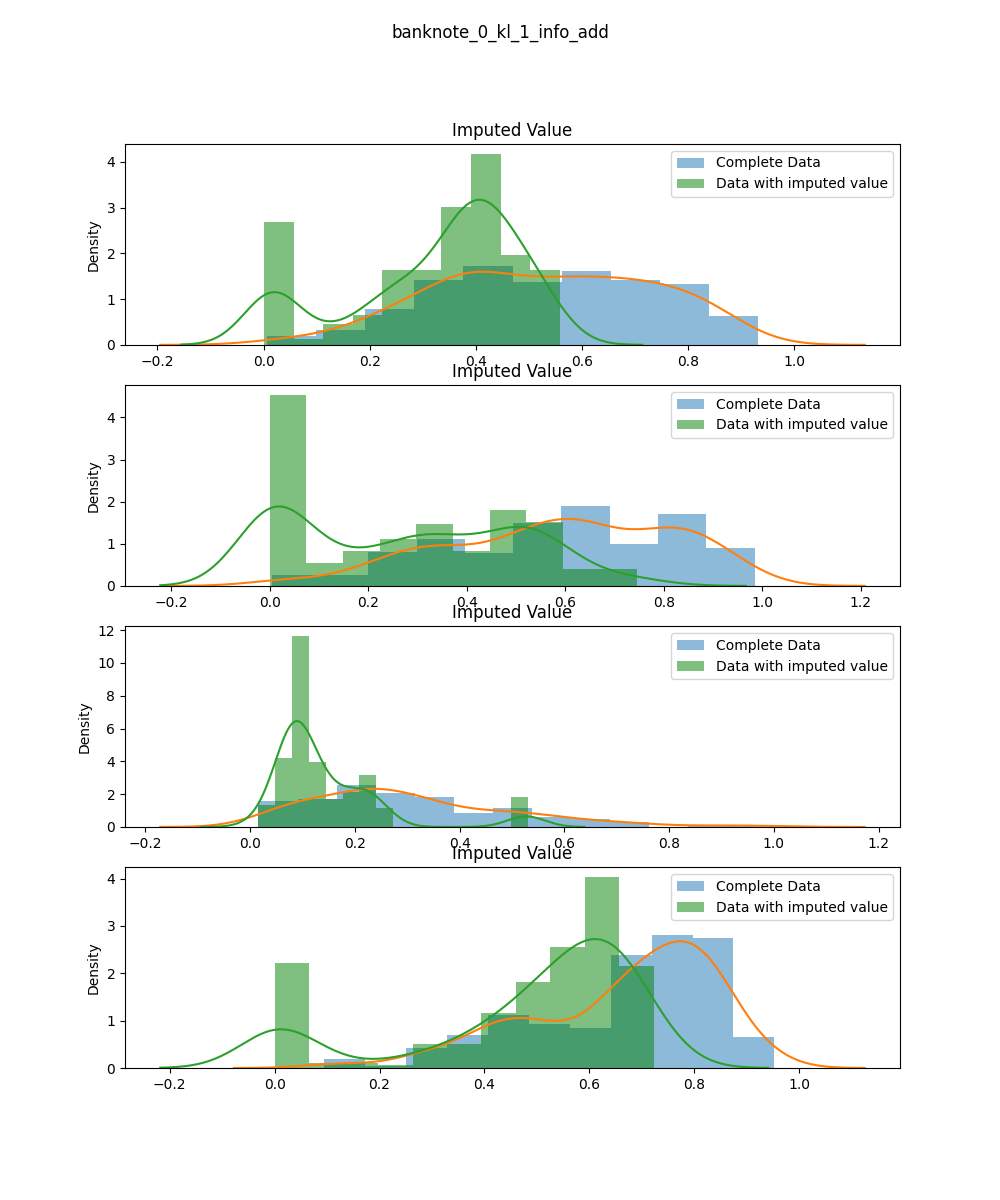 banknote_0_kl_1_info_add
Imputed Value
Density
4
3
2
1
0
Complete Data
Data with imputed value
−0.2 0.0 0.2 0.4 0.6 0.8 1.0
Imputed Value
Density
4
3
2
1
0
Complete Data
Data with imputed value
−0.2 0.0 0.2 0.4 0.6 0.8 1.0 1.2
Imputed Value
Density
12
10
8
6
4
2
0
Complete Data
Data with imputed value
−0.2 0.0 0.2 0.4 0.6 0.8 1.0 1.2
Imputed Value
Density
4
3
2
1
0
Complete Data
Data with imputed value
−0.2 0.0 0.2 0.4 0.6 0.8 1.0